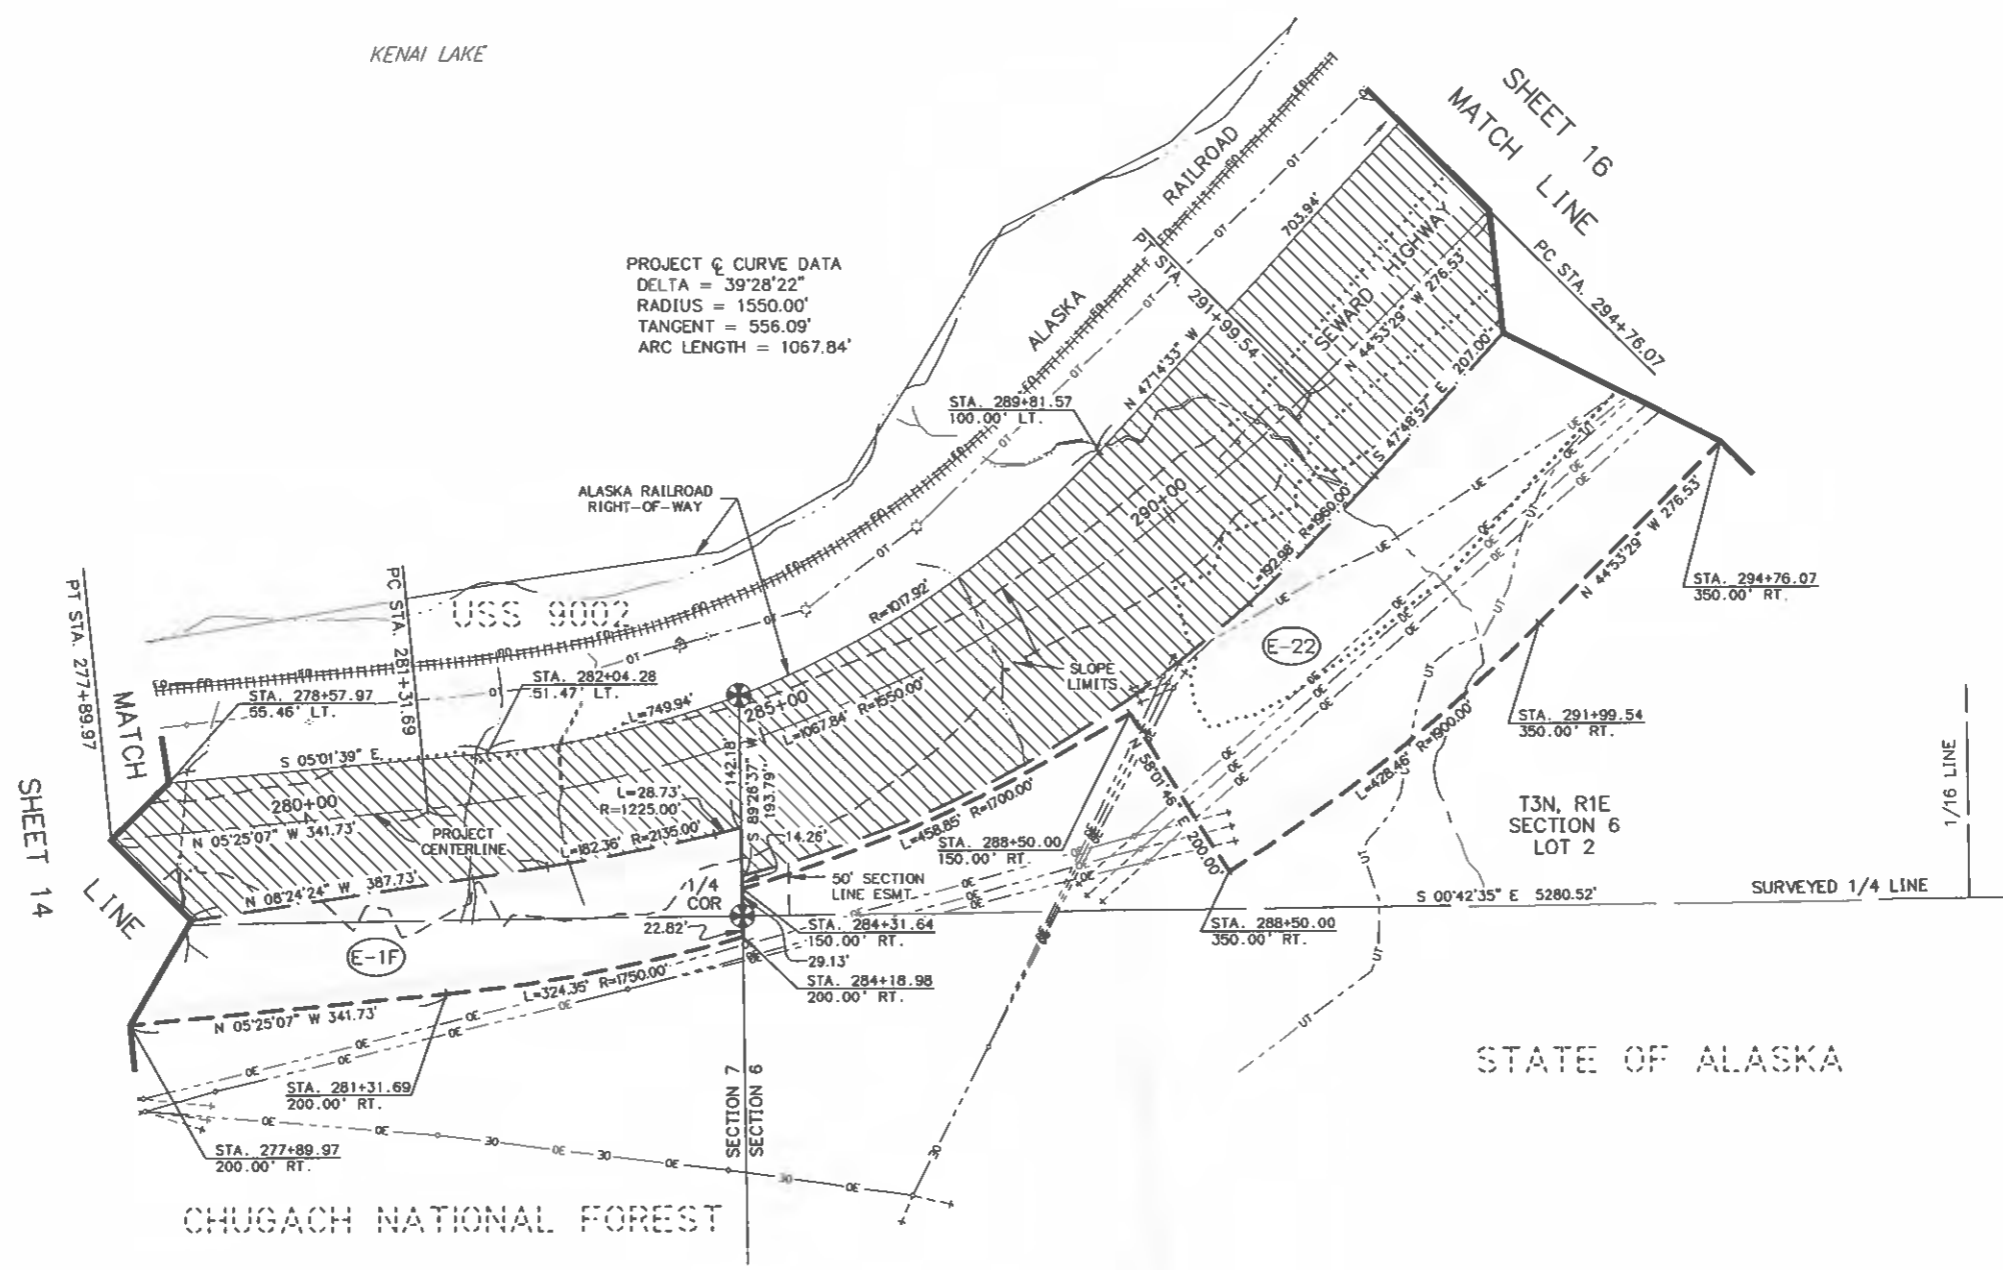 KENAI LAKE
SHEET 16
MATCH LINE
PROJECT ℄ CURVE DATA
DELTA = 39°28'22"
RADIUS = 1550.00'
TANGENT = 556.09'
ARC LENGTH = 1067.84'
ALASKA RAILROAD
PT STA. 291+99.54
703.94'
SEWARD HIGHWAY
N 44°53'29" W 276.53'
PC STA. 294+76.07
N 47°14'33" W
S 47°48'57" E 207.00'
STA. 289+81.57
100.00' LT.
ALASKA RAILROAD
RIGHT-OF-WAY
290+00
L=192.98' R=1960.00'
N 44°53'29" W 276.53'
STA. 294+76.07
350.00' RT.
PT STA. 277+89.97
PC STA. 281+31.69
USS 9002
R=1017.92'
E-22
SLOPE
LIMITS
STA. 278+57.97
55.46' LT.
STA. 282+04.28
51.47' LT.
L=749.94'
285+00
L=1067.84' R=1550.00'
STA. 291+99.54
350.00' RT.
L=428.46' R=1900.00'
MATCH LINE
SHEET 14
S 05°01'39" E
280+00
N 05°25'07" W 341.73'
PROJECT
CENTERLINE
L=28.73'
R=1225.00'
L=182.36' R=2135.00'
142.18
S 89°26'37" W
193.79'
14.26'
L=458.85' R=1700.00'
STA. 288+50.00
150.00' RT.
N 58°01'46" E 200.00'
T3N, R1E
SECTION 6
LOT 2
1/16 LINE
N 08°24'24" W 387.73'
1/4
COR
50' SECTION
LINE ESMT.
S 00°42'35" E 5280.52'
SURVEYED 1/4 LINE
22.82'
STA. 284+31.64
150.00' RT.
STA. 288+50.00
350.00' RT.
E-1F
29.13'
STA. 284+18.98
200.00' RT.
L=324.35' R=1750.00'
N 05°25'07" W 341.73'
STA. 281+31.69
200.00' RT.
STA. 277+89.97
200.00' RT.
SECTION 7
SECTION 6
STATE OF ALASKA
CHUGACH NATIONAL FOREST